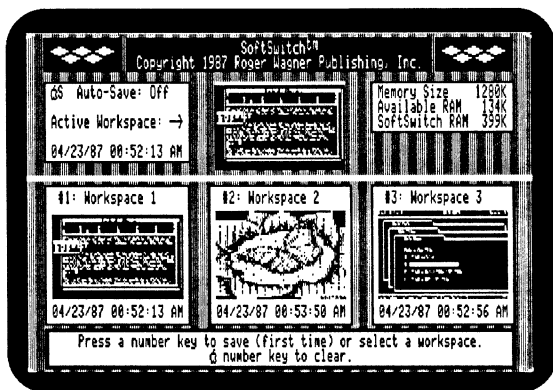 SoftSwitch™
Copyright 1987 Roger Wagner Publishing, Inc.
S Auto-Save: Off
Active Workspace: →
04/23/87 00:52:13 AM
Memory Size 1280K
Available RAM 134K
SoftSwitch RAM 399K
#1: Workspace 1
04/23/87 00:52:13 AM
#2: Workspace 2
04/23/87 00:53:50 AM
#3: Workspace 3
04/23/87 00:52:56 AM
Press a number key to save (first time) or select a workspace.
number key to clear.